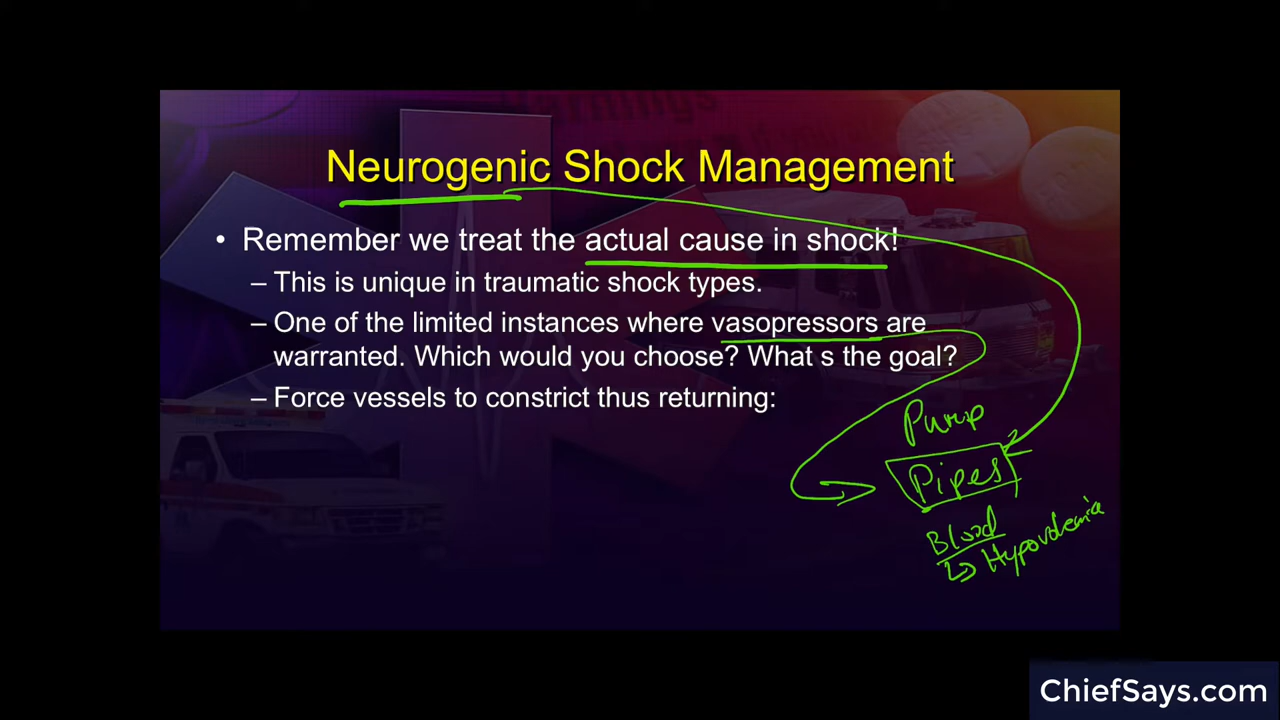 Neurogenic Shock Management
• Remember we treat the actual cause in shock!
– This is unique in traumatic shock types.
– One of the limited instances where vasopressors are
warranted. Which would you choose? What s the goal?
– Force vessels to constrict thus returning:
Pump
Pipes
Blood
↳ Hypovolemia
ChiefSays.com